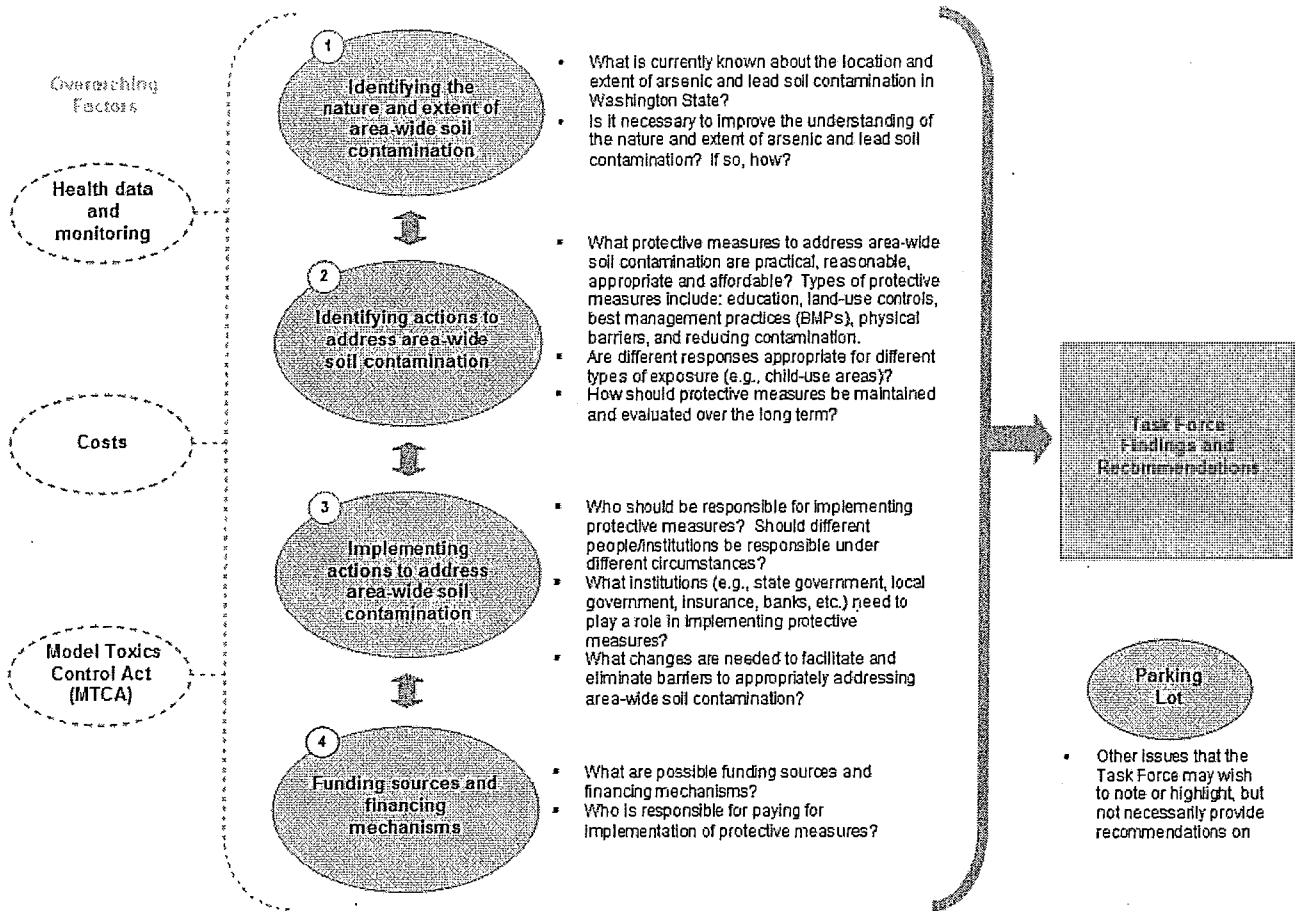 Overarching
Factors
Health data
and
monitoring
Costs
Model Toxics
Control Act
(MTCA)
1
Identifying the
nature and extent of
area-wide soil
contamination
• What is currently known about the location and
extent of arsenic and lead soil contamination in
Washington State?
• Is it necessary to improve the understanding of
the nature and extent of arsenic and lead soil
contamination? If so, how?
2
Identifying actions to
address area-wide
soil contamination
• What protective measures to address area-wide
soil contamination are practical, reasonable,
appropriate and affordable? Types of protective
measures include: education, land-use controls,
best management practices (BMPs), physical
barriers, and reducing contamination.
• Are different responses appropriate for different
types of exposure (e.g., child-use areas)?
• How should protective measures be maintained
and evaluated over the long term?
3
Implementing
actions to address
area-wide soil
contamination
• Who should be responsible for implementing
protective measures? Should different
people/institutions be responsible under
different circumstances?
• What institutions (e.g., state government, local
government, insurance, banks, etc.) need to
play a role in implementing protective
measures?
• What changes are needed to facilitate and
eliminate barriers to appropriately addressing
area-wide soil contamination?
4
Funding sources and
financing
mechanisms
• What are possible funding sources and
financing mechanisms?
• Who is responsible for paying for
implementation of protective measures?
Task Force
Findings and
Recommendations
Parking
Lot
• Other issues that the
Task Force may wish
to note or highlight, but
not necessarily provide
recommendations on